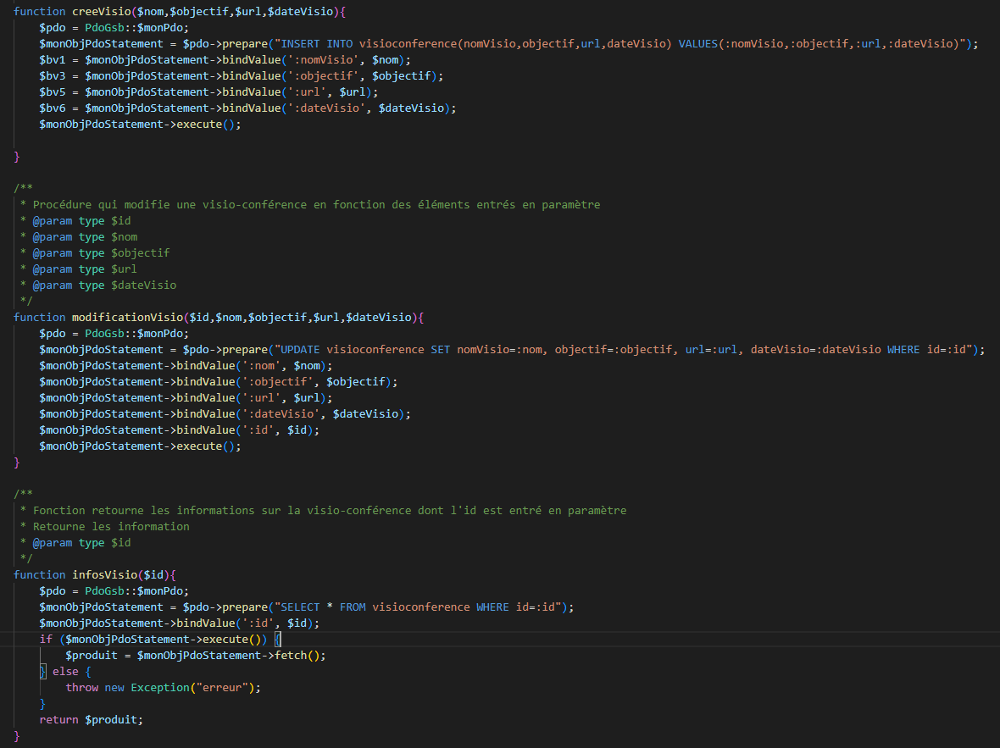 function creeVisio($nom,$objectif,$url,$dateVisio){
    $pdo = PdoGsb::$monPdo;
    $monObjPdoStatement = $pdo->prepare("INSERT INTO visioconference(nomVisio,objectif,url,dateVisio) VALUES(:nomVisio,:objectif,:url,:dateVisio)");
    $bv1 = $monObjPdoStatement->bindValue(':nomVisio', $nom);
    $bv3 = $monObjPdoStatement->bindValue(':objectif', $objectif);
    $bv5 = $monObjPdoStatement->bindValue(':url', $url);
    $bv6 = $monObjPdoStatement->bindValue(':dateVisio', $dateVisio);
    $monObjPdoStatement->execute();

}

/**
 * Procédure qui modifie une visio-conférence en fonction des éléments entrés en paramètre
 * @param type $id
 * @param type $nom
 * @param type $objectif
 * @param type $url
 * @param type $dateVisio
 */
function modificationVisio($id,$nom,$objectif,$url,$dateVisio){
    $pdo = PdoGsb::$monPdo;
    $monObjPdoStatement = $pdo->prepare("UPDATE visioconference SET nomVisio=:nom, objectif=:objectif, url=:url, dateVisio=:dateVisio WHERE id=:id");
    $monObjPdoStatement->bindValue(':nom', $nom);
    $monObjPdoStatement->bindValue(':objectif', $objectif);
    $monObjPdoStatement->bindValue(':url', $url);
    $monObjPdoStatement->bindValue(':dateVisio', $dateVisio);
    $monObjPdoStatement->bindValue(':id', $id);
    $monObjPdoStatement->execute();
}

/**
 * Fonction retourne les informations sur la visio-conférence dont l'id est entré en paramètre
 * Retourne les information
 * @param type $id
 */
function infosVisio($id){
    $pdo = PdoGsb::$monPdo;
    $monObjPdoStatement = $pdo->prepare("SELECT * FROM visioconference WHERE id=:id");
    $monObjPdoStatement->bindValue(':id', $id);
    if ($monObjPdoStatement->execute()) {
        $produit = $monObjPdoStatement->fetch();
    } else {
        throw new Exception("erreur");
    }
    return $produit;
}